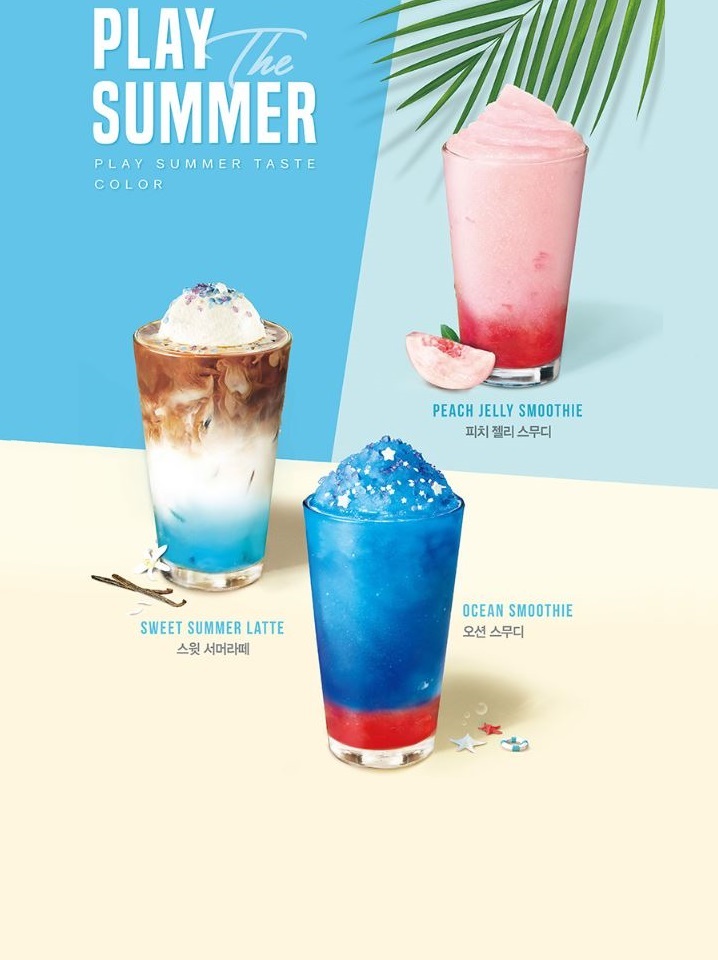 PLAY The
SUMMER
PLAY SUMMER TASTE
COLOR
PEACH JELLY SMOOTHIE
피치 젤리 스무디
OCEAN SMOOTHIE
오션 스무디
SWEET SUMMER LATTE
스윗 서머라떼